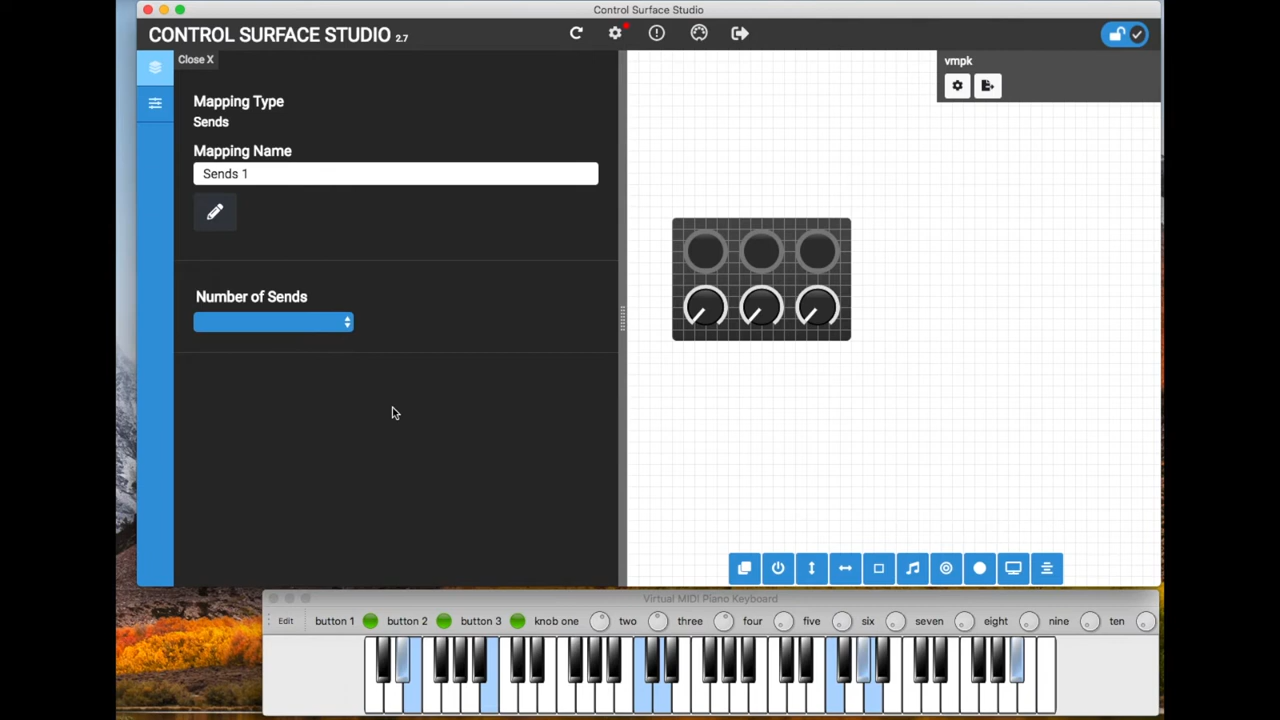 Control Surface Studio
CONTROL SURFACE STUDIO 2.7
Close X
vmpk
Mapping Type
Sends
Mapping Name
Sends 1
Number of Sends
Virtual MIDI Piano Keyboard
Edit button 1 button 2 button 3 knob one two three four five six seven eight nine ten